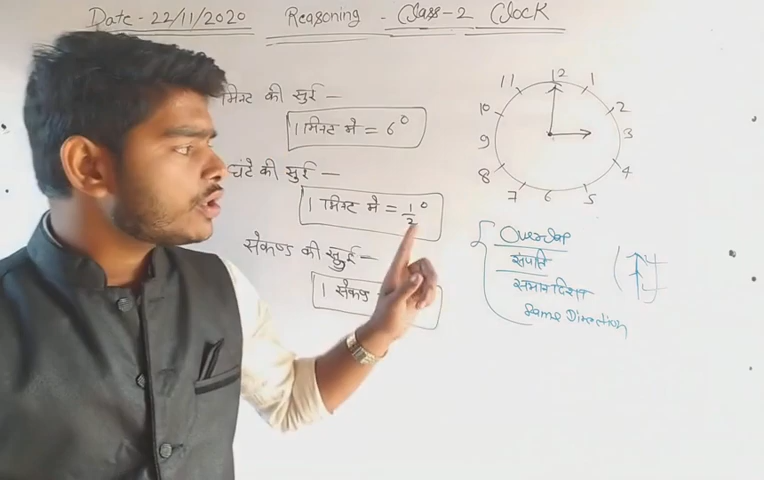 Date - 22/11/2020 Reasoning - Class-2 Clock
मिनट की सुई -
1 मिनट मे = 6°
घंटे की सुई -
1 मिनट मे = 1/2°
सेकण्ड की सुई -
1 सेकण्ड
12
11 1
10 2
9 3
8 4
7 6 5
Overlap
संपाति
समान दिशा
Same Direction